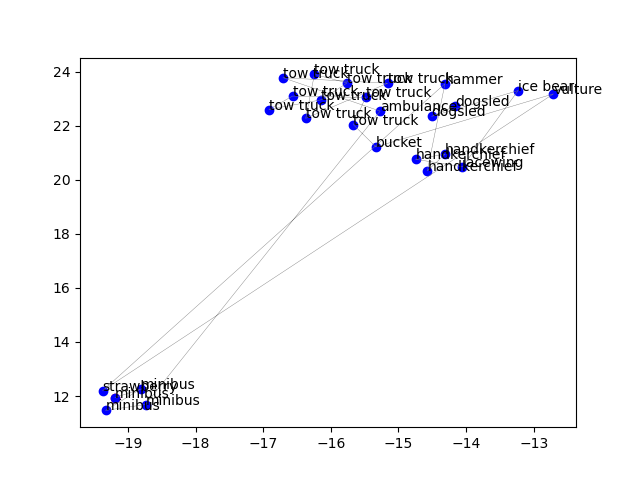 24
22
20
18
16
14
12
tow truck
tow truck
tow truck
tow truck
hammer
ice bear
vulture
tow truck
tow truck
tow truck
dogsled
tow truck
ambulance
dogsled
tow truck
tow truck
bucket
handkerchief
handkerchief
lacewing
handkerchief
strawberry
minibus
minibus
minibus
minibus
−19
−18
−17
−16
−15
−14
−13